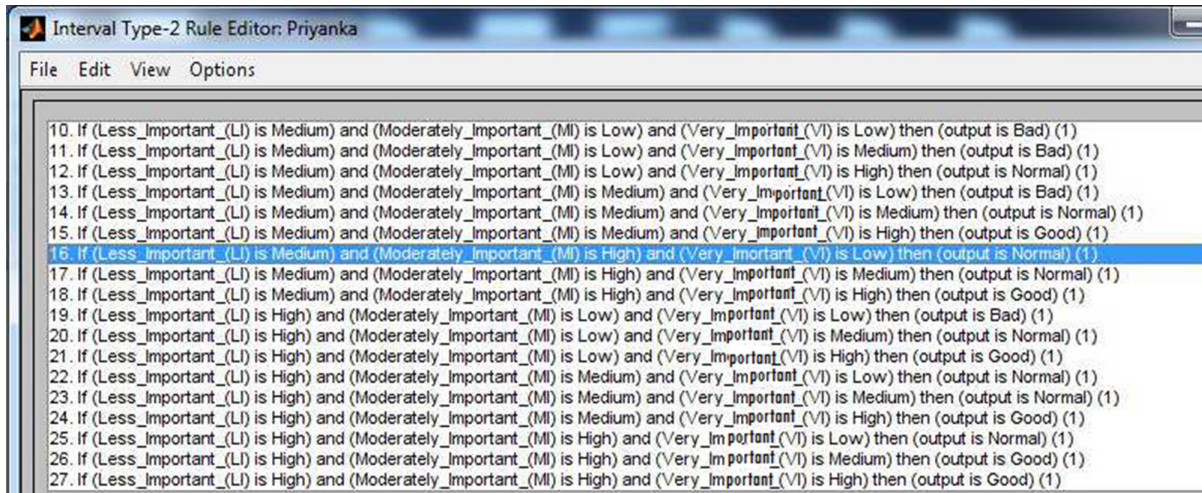 Interval Type-2 Rule Editor: Priyanka
File Edit View Options
10. If (Less_Important_(LI) is Medium) and (Moderately_Important_(MI) is Low) and (Very_Important_(VI) is Low) then (output is Bad) (1)
11. If (Less_Important_(LI) is Medium) and (Moderately_Important_(MI) is Low) and (Very_Important_(VI) is Medium) then (output is Bad) (1)
12. If (Less_Important_(LI) is Medium) and (Moderately_Important_(MI) is Low) and (Very_Important_(VI) is High) then (output is Normal) (1)
13. If (Less_Important_(LI) is Medium) and (Moderately_Important_(MI) is Medium) and (Very_Important_(VI) is Low) then (output is Bad) (1)
14. If (Less_Important_(LI) is Medium) and (Moderately_Important_(MI) is Medium) and (Very_Important_(VI) is Medium) then (output is Normal) (1)
15. If (Less_Important_(LI) is Medium) and (Moderately_Important_(MI) is Medium) and (Very_Important_(VI) is High) then (output is Good) (1)
16. If (Less_Important_(LI) is Medium) and (Moderately_Important_(MI) is High) and (Very_Imortant_(VI) is Low) then (output is Normal) (1)
17. If (Less_Important_(LI) is Medium) and (Moderately_Important_(MI) is High) and (Very_Important_(VI) is Medium) then (output is Normal) (1)
18. If (Less_Important_(LI) is Medium) and (Moderately_Important_(MI) is High) and (Very_Important_(VI) is High) then (output is Good) (1)
19. If (Less_Important_(LI) is High) and (Moderately_Important_(MI) is Low) and (Very_Important_(VI) is Low) then (output is Bad) (1)
20. If (Less_Important_(LI) is High) and (Moderately_Important_(MI) is Low) and (Very_Important_(VI) is Medium) then (output is Normal) (1)
21. If (Less_Important_(LI) is High) and (Moderately_Important_(MI) is Low) and (Very_Important_(VI) is High) then (output is Good) (1)
22. If (Less_Important_(LI) is High) and (Moderately_Important_(MI) is Medium) and (Very_Important_(VI) is Low) then (output is Normal) (1)
23. If (Less_Important_(LI) is High) and (Moderately_Important_(MI) is Medium) and (Very_Important_(VI) is Medium) then (output is Normal) (1)
24. If (Less_Important_(LI) is High) and (Moderately_Important_(MI) is Medium) and (Very_Important_(VI) is High) then (output is Good) (1)
25. If (Less_Important_(LI) is High) and (Moderately_Important_(MI) is High) and (Very_Important_(VI) is Low) then (output is Normal) (1)
26. If (Less_Important_(LI) is High) and (Moderately_Important_(MI) is High) and (Very_Important_(VI) is Medium) then (output is Good) (1)
27. If (Less_Important_(LI) is High) and (Moderately_Important_(MI) is High) and (Very_Important_(VI) is High) then (output is Good) (1)